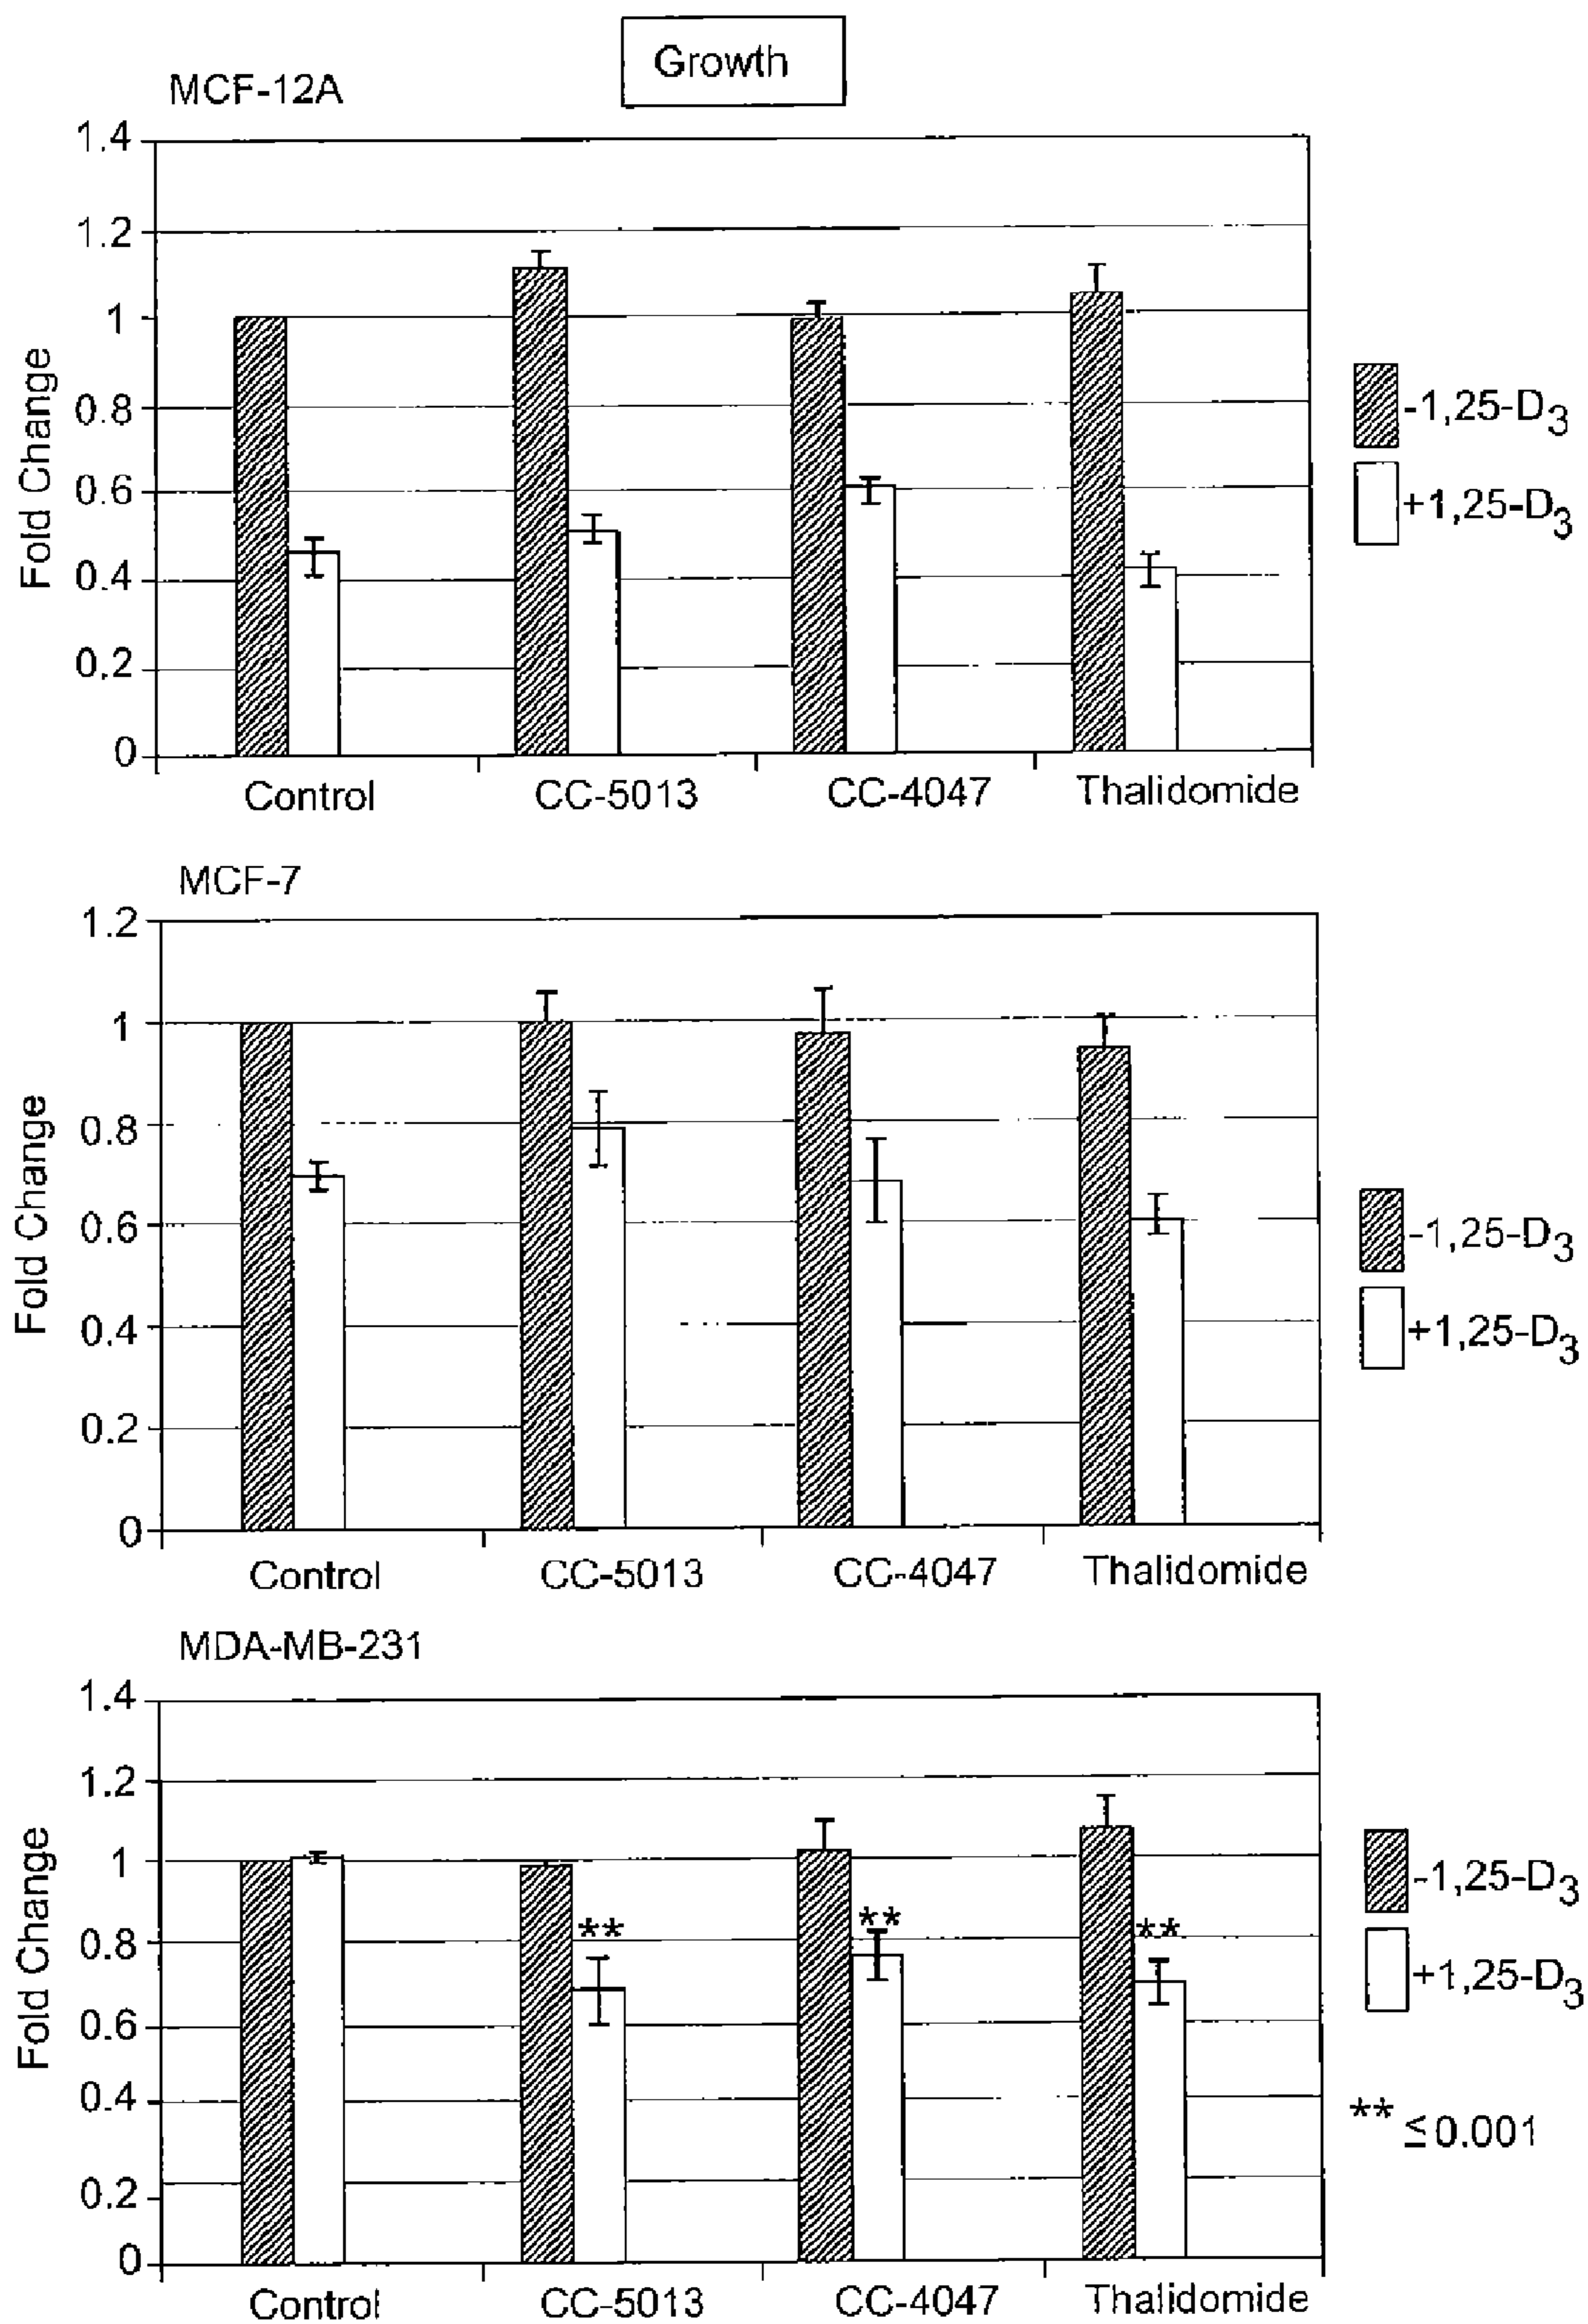 Growth
MCF-12A
1.4
1.2
1
0.8
0.6
0.4
0.2
0
Fold Change
Control CC-5013 CC-4047 Thalidomide
-1,25-D3
+1,25-D3
MCF-7
1.2
1
0.8
0.6
0.4
0.2
0
Fold Change
Control CC-5013 CC-4047 Thalidomide
-1,25-D3
+1,25-D3
MDA-MB-231
1.4
1.2
1
0.8
0.6
0.4
0.2
0
Fold Change
** ** **
Control CC-5013 CC-4047 Thalidomide
-1,25-D3
+1,25-D3
** ≤0.001